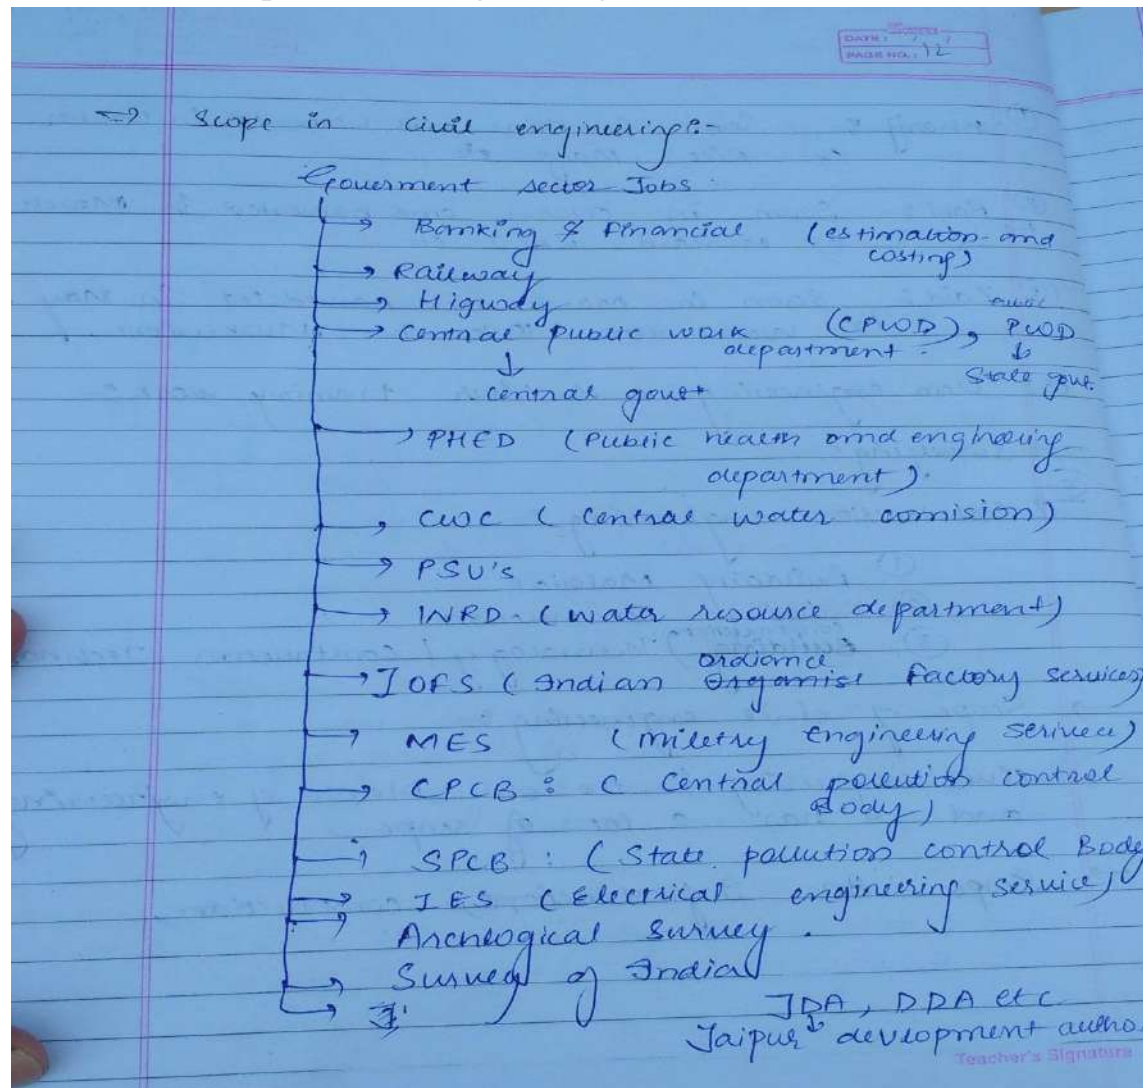 DATE: / /
PAGE NO.: 12
→ Scope in civil engineering:-
Gouerment sector Jobs.
→ Banking & Financial (estimation and
costing)
→ Railway
→ Higway
→ Central public work (CPWD), PWD
department.
↓ ↓
central govt State govt.
→ PHED (Public health and engineering
department).
→ CWC (Central water comision)
→ PSU's
→ WRD. (water resource department)
ordiance
→ IOFS (Indian Organisi Factory services)
→ MES (miletry Engineering Serivce)
→ CPCB : C Central pollution control
Body)
→ SPCB : (State pollution control Body
→ IES (Electrical engineering service)
→ Archeogical Survey.
→ Survey of India
→
JDA, DDA etc
↓
Jaipur development autho.
Teacher's Signature